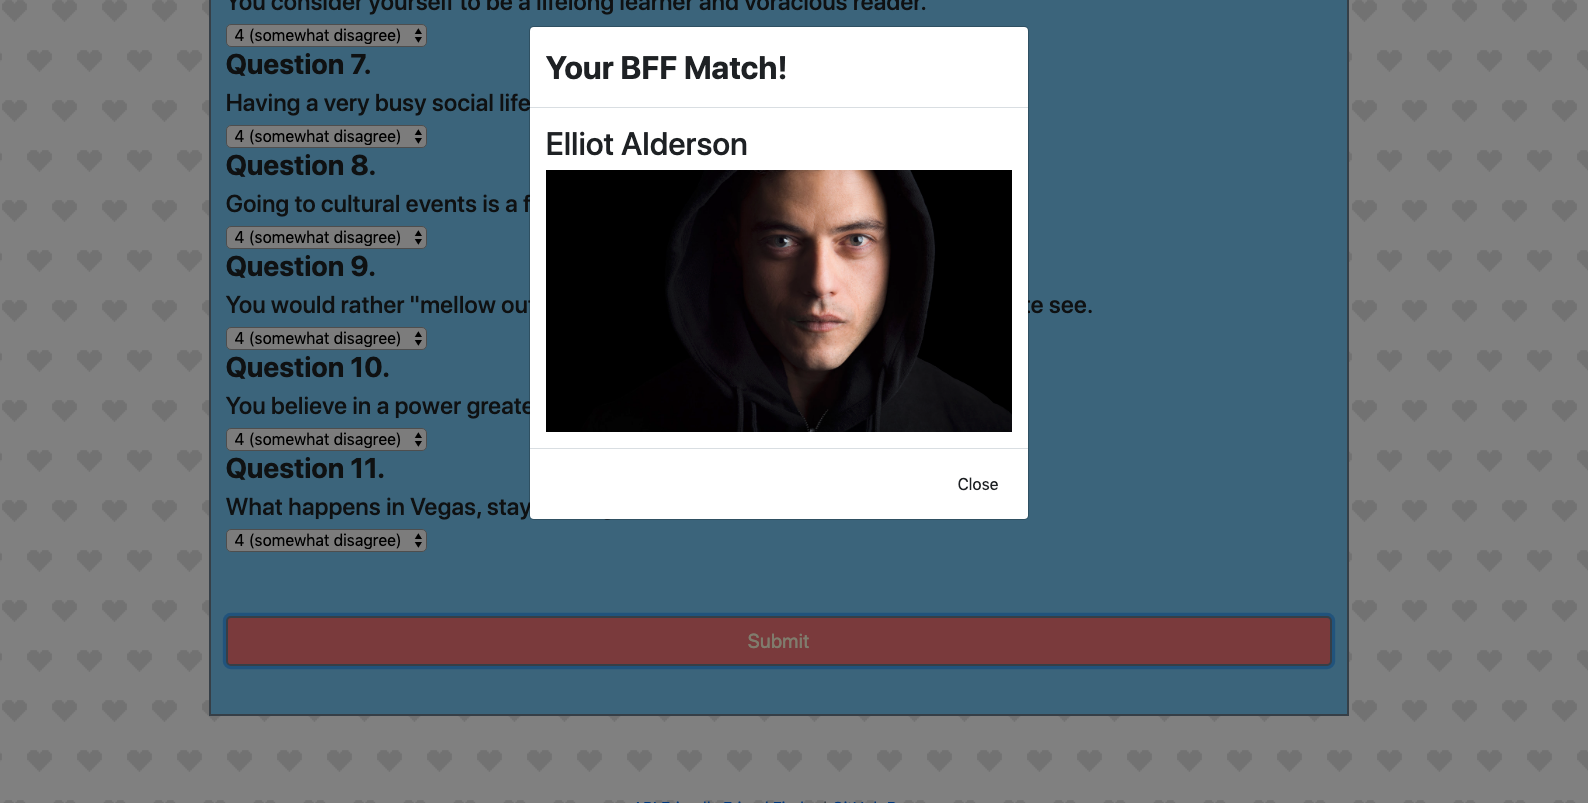 You consider yourself to be a lifelong learner and voracious reader.
4 (somewhat disagree)
Question 7.
Having a very busy social life
4 (somewhat disagree)
Question 8.
Going to cultural events is a f
4 (somewhat disagree)
Question 9.
You would rather "mellow ou te see.
4 (somewhat disagree)
Question 10.
You believe in a power greate
4 (somewhat disagree)
Question 11.
What happens in Vegas, stay
4 (somewhat disagree)
Submit
Your BFF Match!
Elliot Alderson
Close